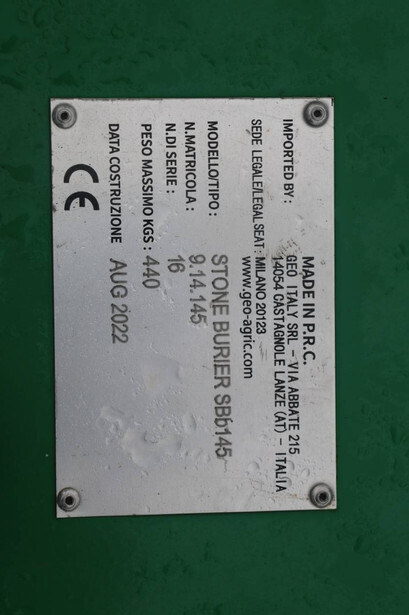 MADE IN P.R.C.
IMPORTED BY: GEO ITALY SRL - VIA ABBATE 215
14054 CASTAGNOLE LANZE (AT) - ITALIA
SEDE LEGALE/LEGAL SEAT: MILANO 20123
www.geo-agric.com
MODELLO/TIPO: STONE BURIER SBb145
N.MATRICOLA: 9.14.145
N.DI SERIE: 16
PESO MASSIMO KGS: 440
DATA COSTRUZIONE AUG 2022
CE